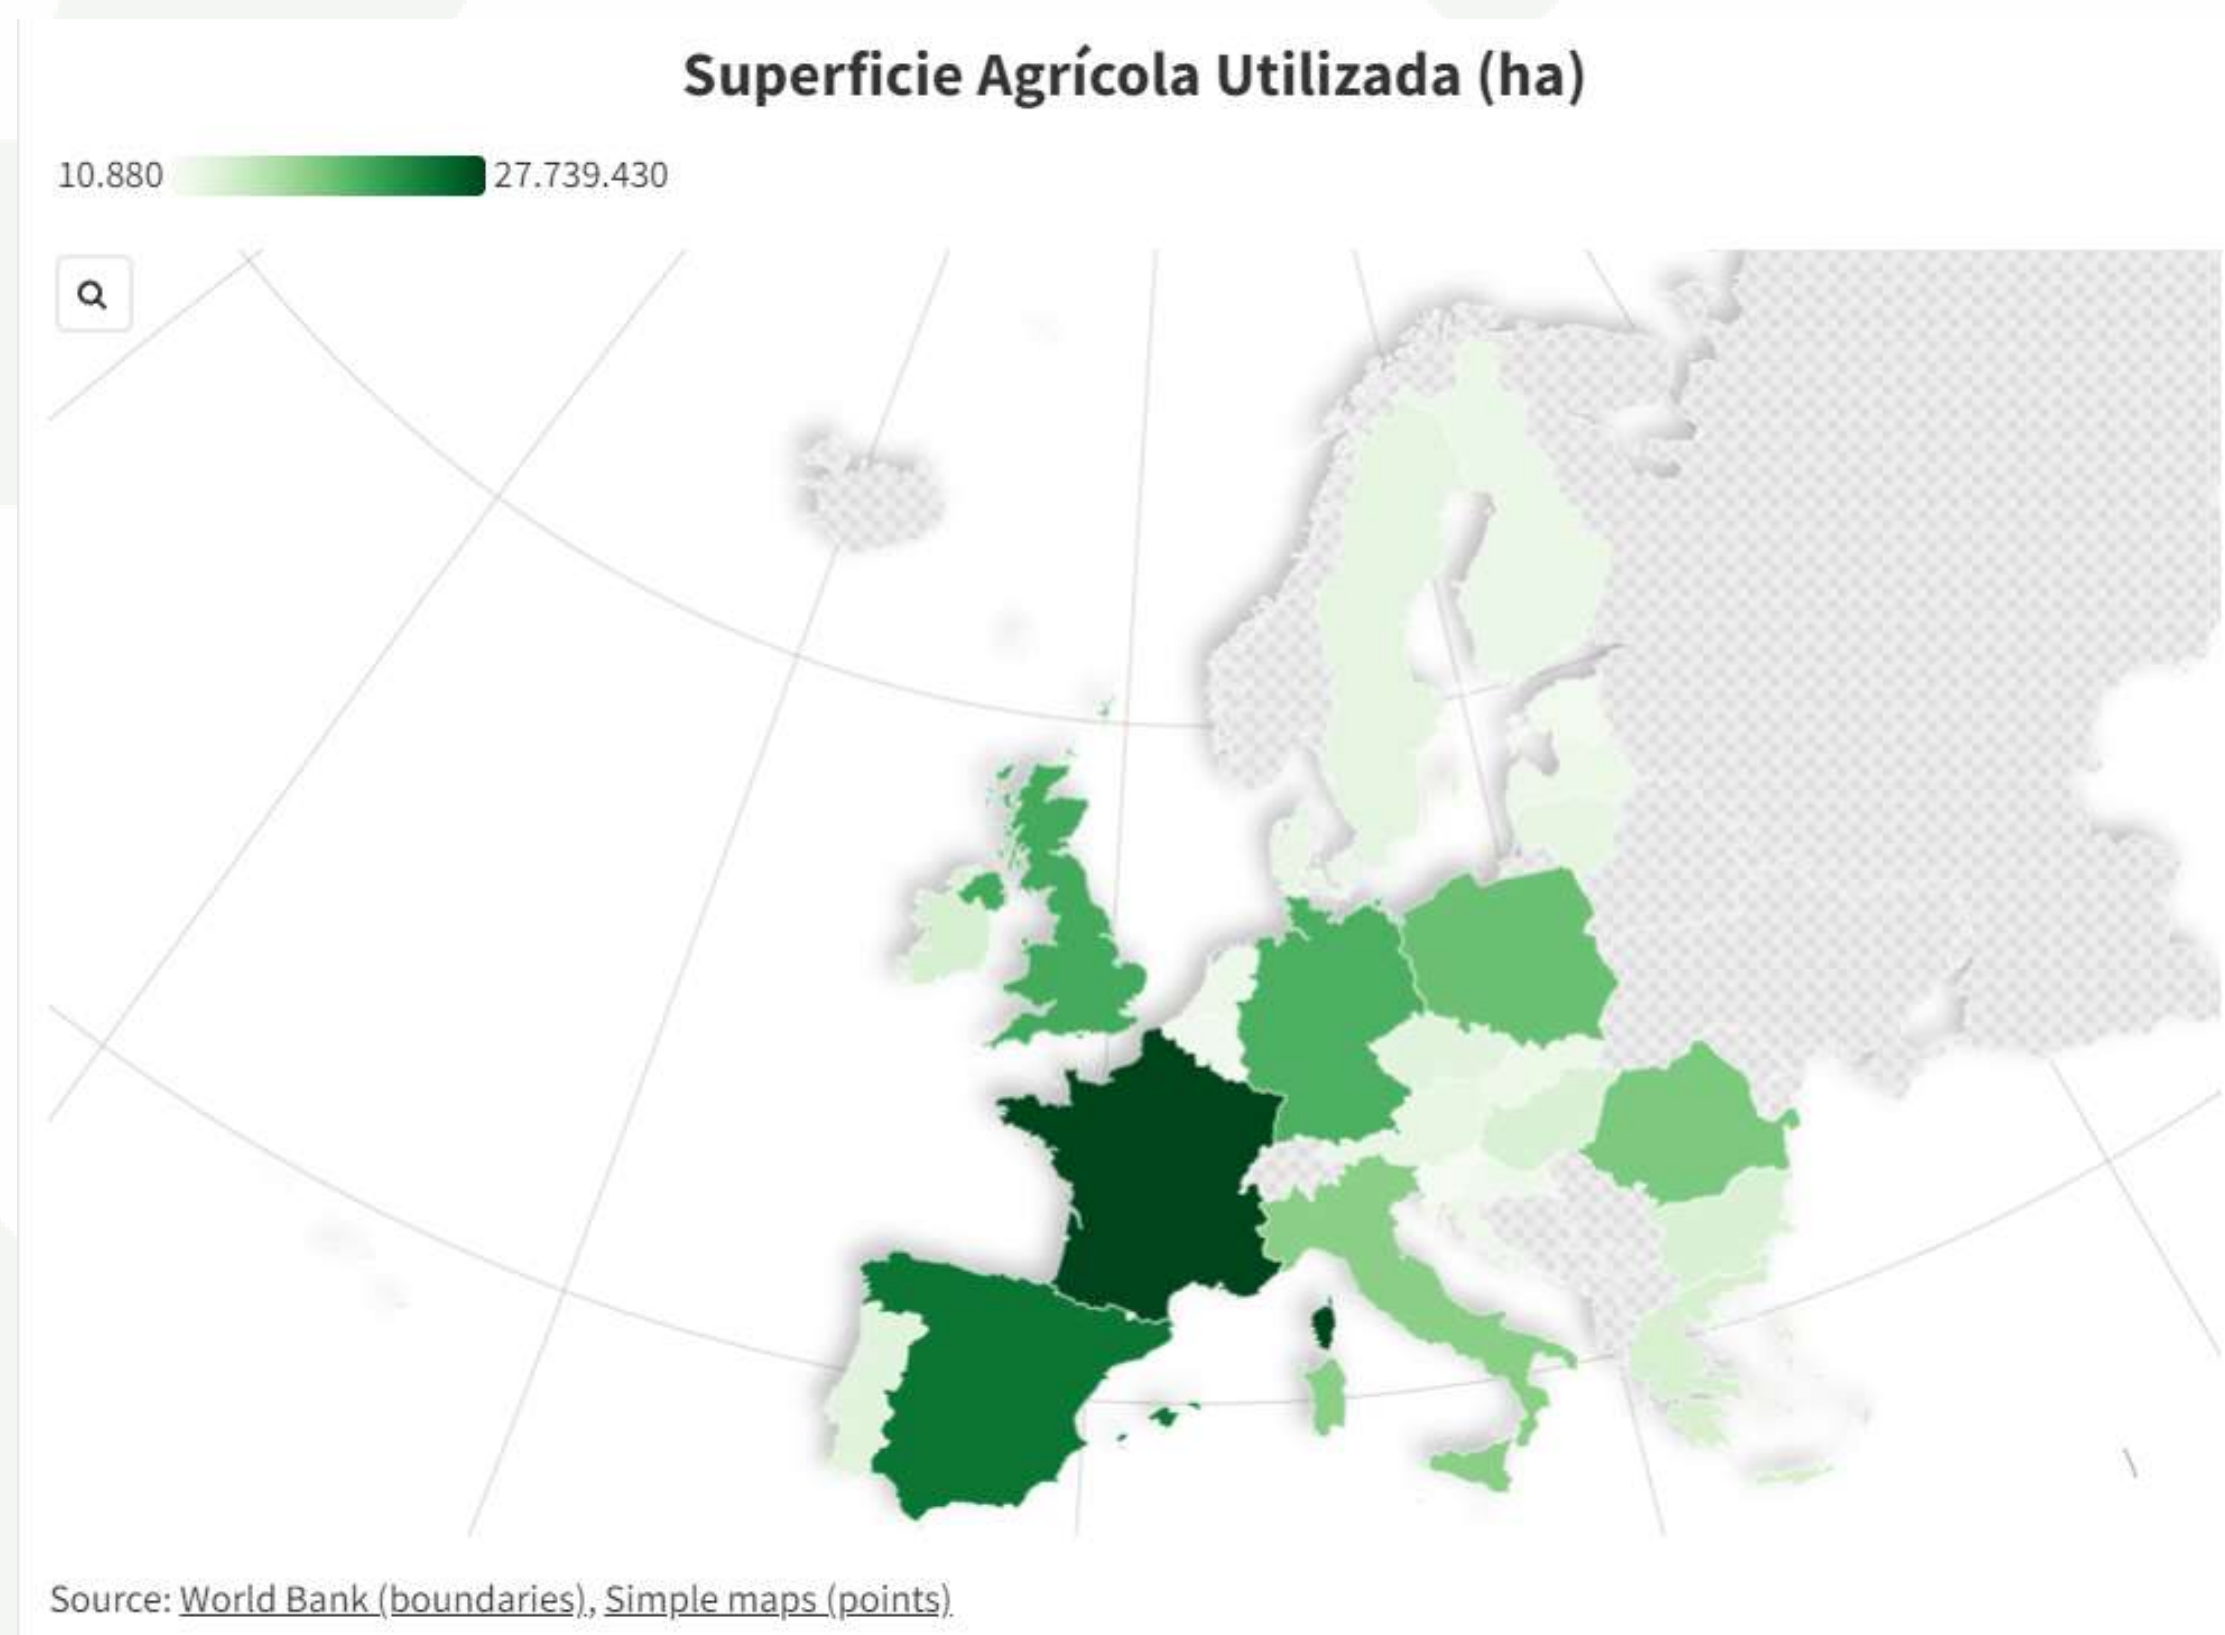 Superficie Agrícola Utilizada (ha)
10.880 27.739.430
Source: World Bank (boundaries), Simple maps (points)